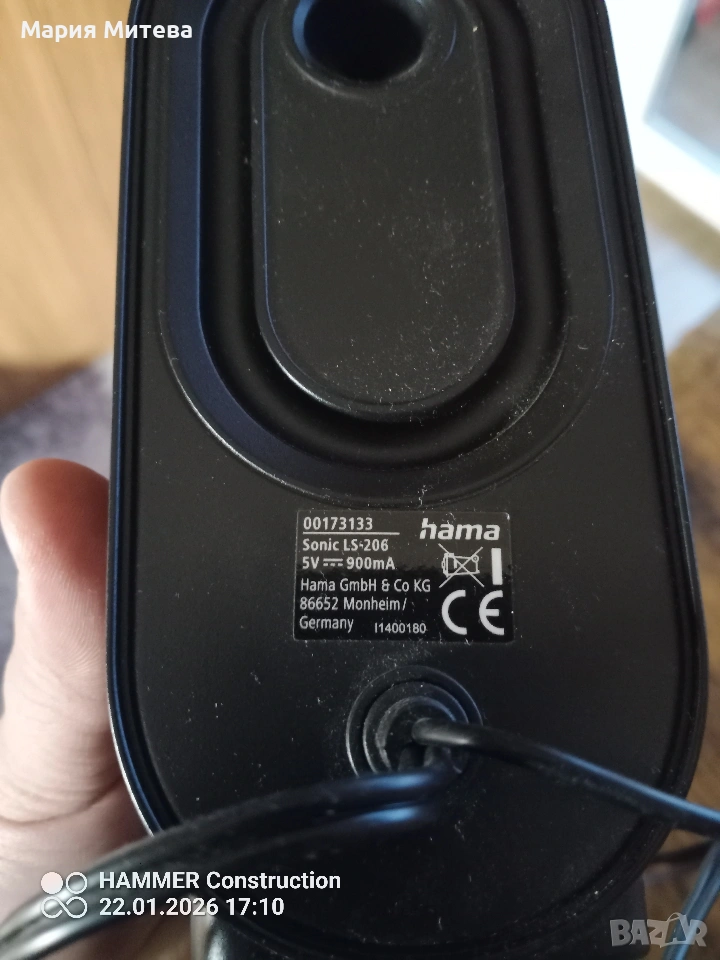 Мария Митева
00173133 hama
Sonic LS-206
5V ⎓ 900mA
Hama GmbH & Co KG
86652 Monheim/
Germany I1400180
CE
HAMMER Construction
22.01.2026 17:10
BAZAR